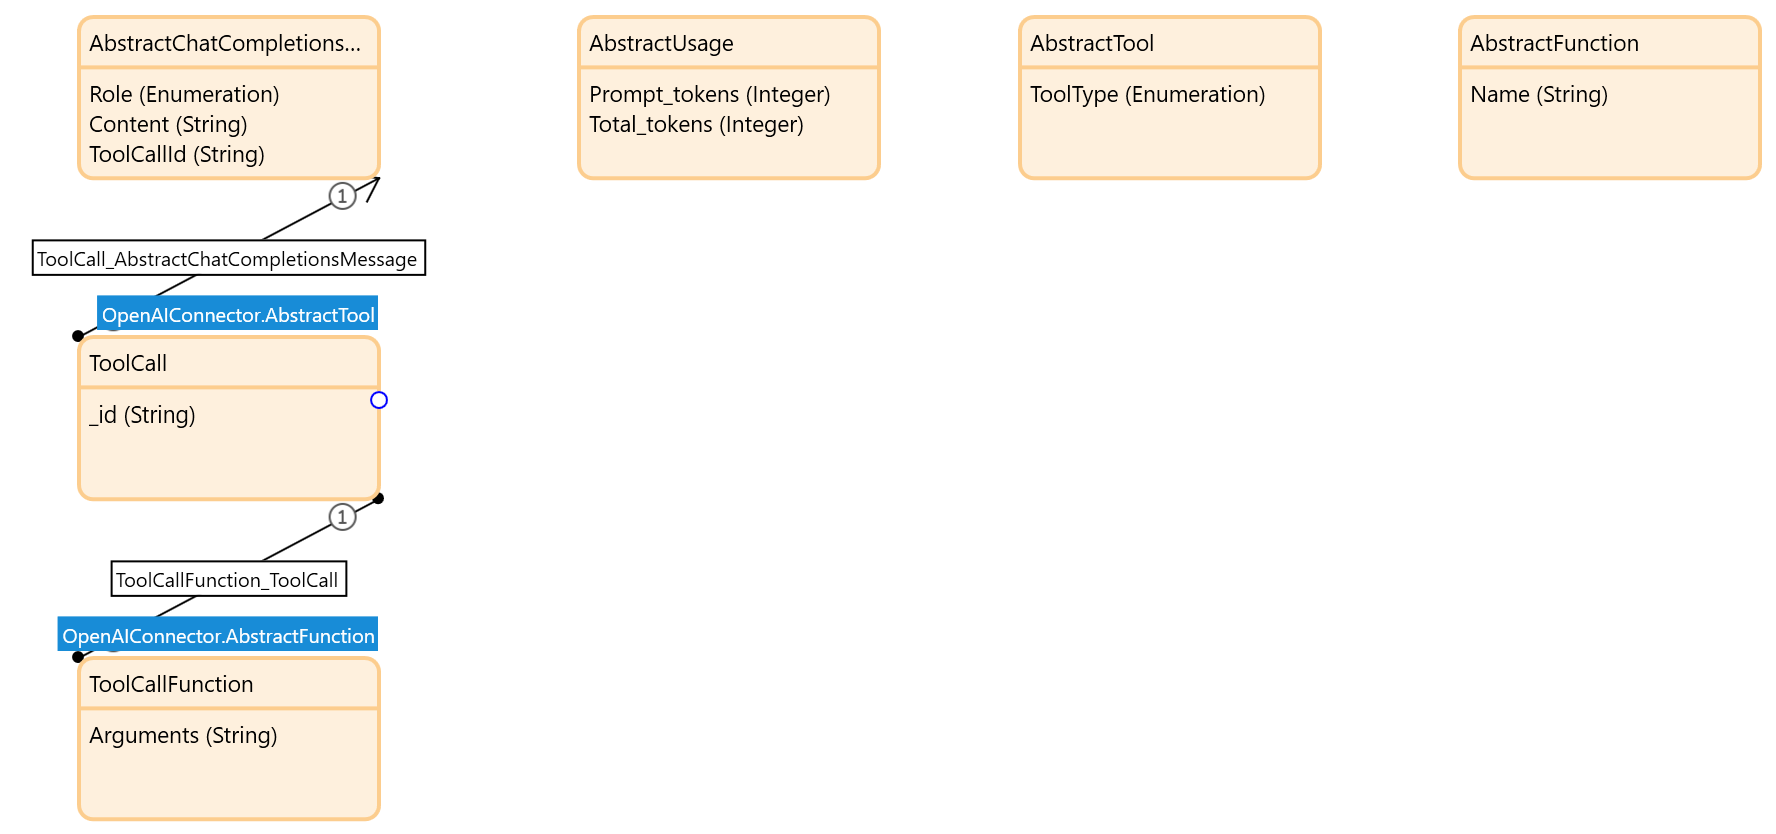 AbstractChatCompletions...
Role (Enumeration)
Content (String)
ToolCallId (String)
AbstractUsage
Prompt_tokens (Integer)
Total_tokens (Integer)
AbstractTool
ToolType (Enumeration)
AbstractFunction
Name (String)
1
ToolCall_AbstractChatCompletionsMessage
OpenAIConnector.AbstractTool
ToolCall
_id (String)
1
ToolCallFunction_ToolCall
OpenAIConnector.AbstractFunction
ToolCallFunction
Arguments (String)